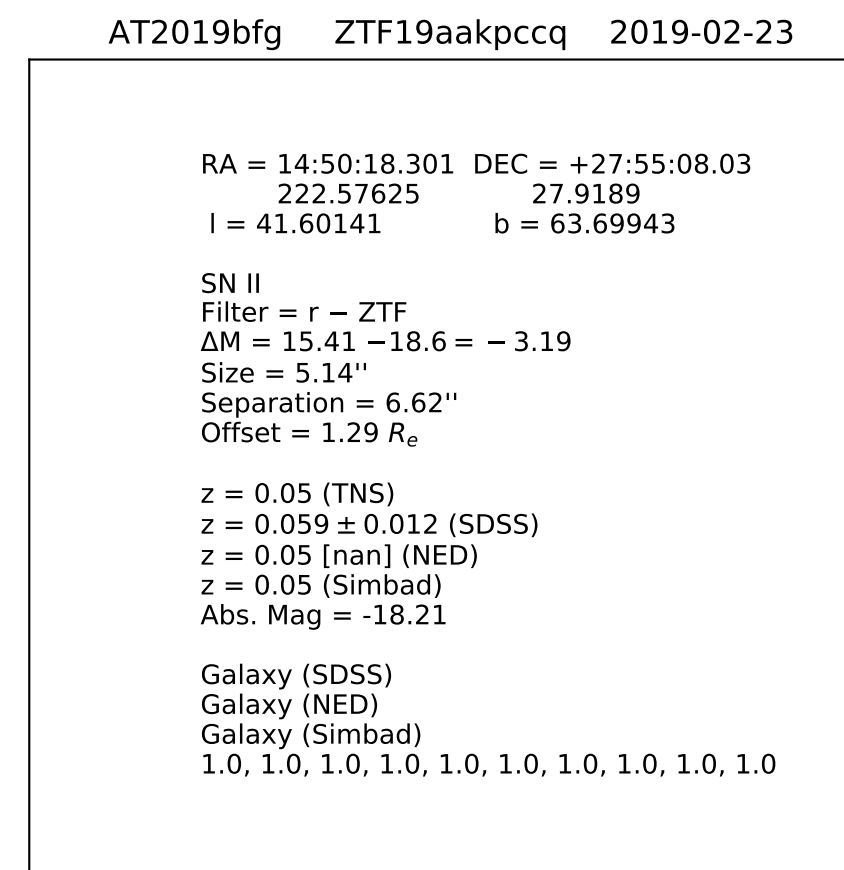 AT2019bfg ZTF19aakpccq 2019-02-23
RA = 14:50:18.301 DEC = +27:55:08.03
222.57625 27.9189
l = 41.60141 b = 63.69943
SN II
Filter = r − ZTF
ΔM = 15.41 −18.6 = − 3.19
Size = 5.14''
Separation = 6.62''
Offset = 1.29 Rₑ
z = 0.05 (TNS)
z = 0.059 ± 0.012 (SDSS)
z = 0.05 [nan] (NED)
z = 0.05 (Simbad)
Abs. Mag = -18.21
Galaxy (SDSS)
Galaxy (NED)
Galaxy (Simbad)
1.0, 1.0, 1.0, 1.0, 1.0, 1.0, 1.0, 1.0, 1.0, 1.0